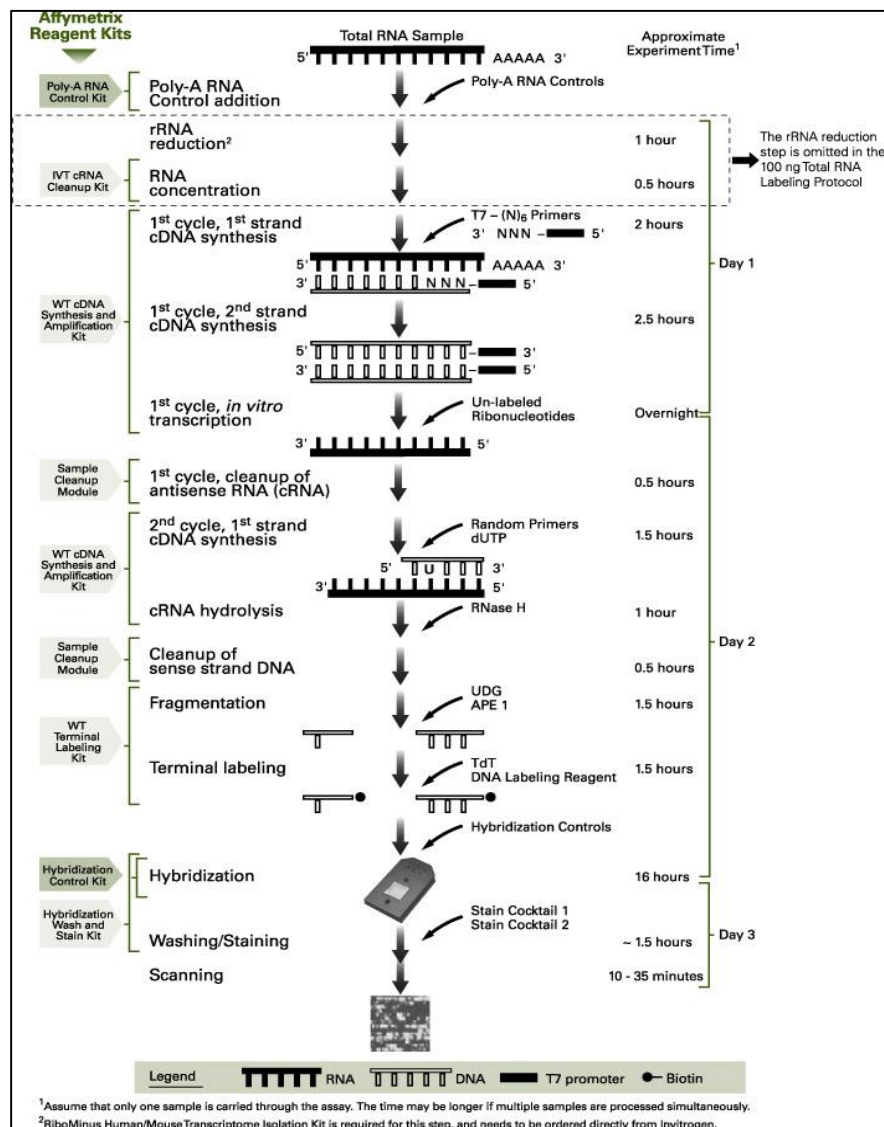 Affymetrix
Reagent Kits
Total RNA Sample
Approximate
Experiment Time1
5' AAAAA 3'
Poly-A RNA
Control Kit
Poly-A RNA
Control addition
Poly-A RNA Controls
rRNA
reduction2
1 hour
The rRNA reduction
step is omitted in the
100 ng Total RNA
Labeling Protocol
IVT cRNA
Cleanup Kit
RNA
concentration
0.5 hours
1st cycle, 1st strand
cDNA synthesis
T7 – (N)6 Primers
3' NNN – 5'
2 hours
Day 1
5' AAAAA 3'
3' N N N – 5'
WT cDNA
Synthesis and
Amplification
Kit
1st cycle, 2nd strand
cDNA synthesis
2.5 hours
5' – 3'
3' – 5'
1st cycle, in vitro
transcription
Un-labeled
Ribonucleotides
Overnight
3' 5'
Sample
Cleanup
Module
1st cycle, cleanup of
antisense RNA (cRNA)
0.5 hours
2nd cycle, 1st strand
cDNA synthesis
Random Primers
dUTP
1.5 hours
WT cDNA
Synthesis and
Amplification
Kit
5' U 3'
3' 5'
cRNA hydrolysis
RNase H
1 hour
Day 2
Sample
Cleanup
Module
Cleanup of
sense strand DNA
0.5 hours
Fragmentation
UDG
APE 1
1.5 hours
WT
Terminal
Labeling
Kit
Terminal labeling
TdT
DNA Labeling Reagent
1.5 hours
Hybridization Controls
Hybridization
Control Kit
Hybridization
16 hours
Hybridization
Wash and
Stain Kit
Stain Cocktail 1
Stain Cocktail 2
Washing/Staining
~ 1.5 hours
Day 3
Scanning
10 - 35 minutes
Legend
RNA
DNA
T7 promoter
Biotin
1Assume that only one sample is carried through the assay. The time may be longer if multiple samples are processed simultaneously.
2RiboMinus Human/Mouse Transcriptome Isolation Kit is required for this step, and needs to be ordered directly from Invitrogen.